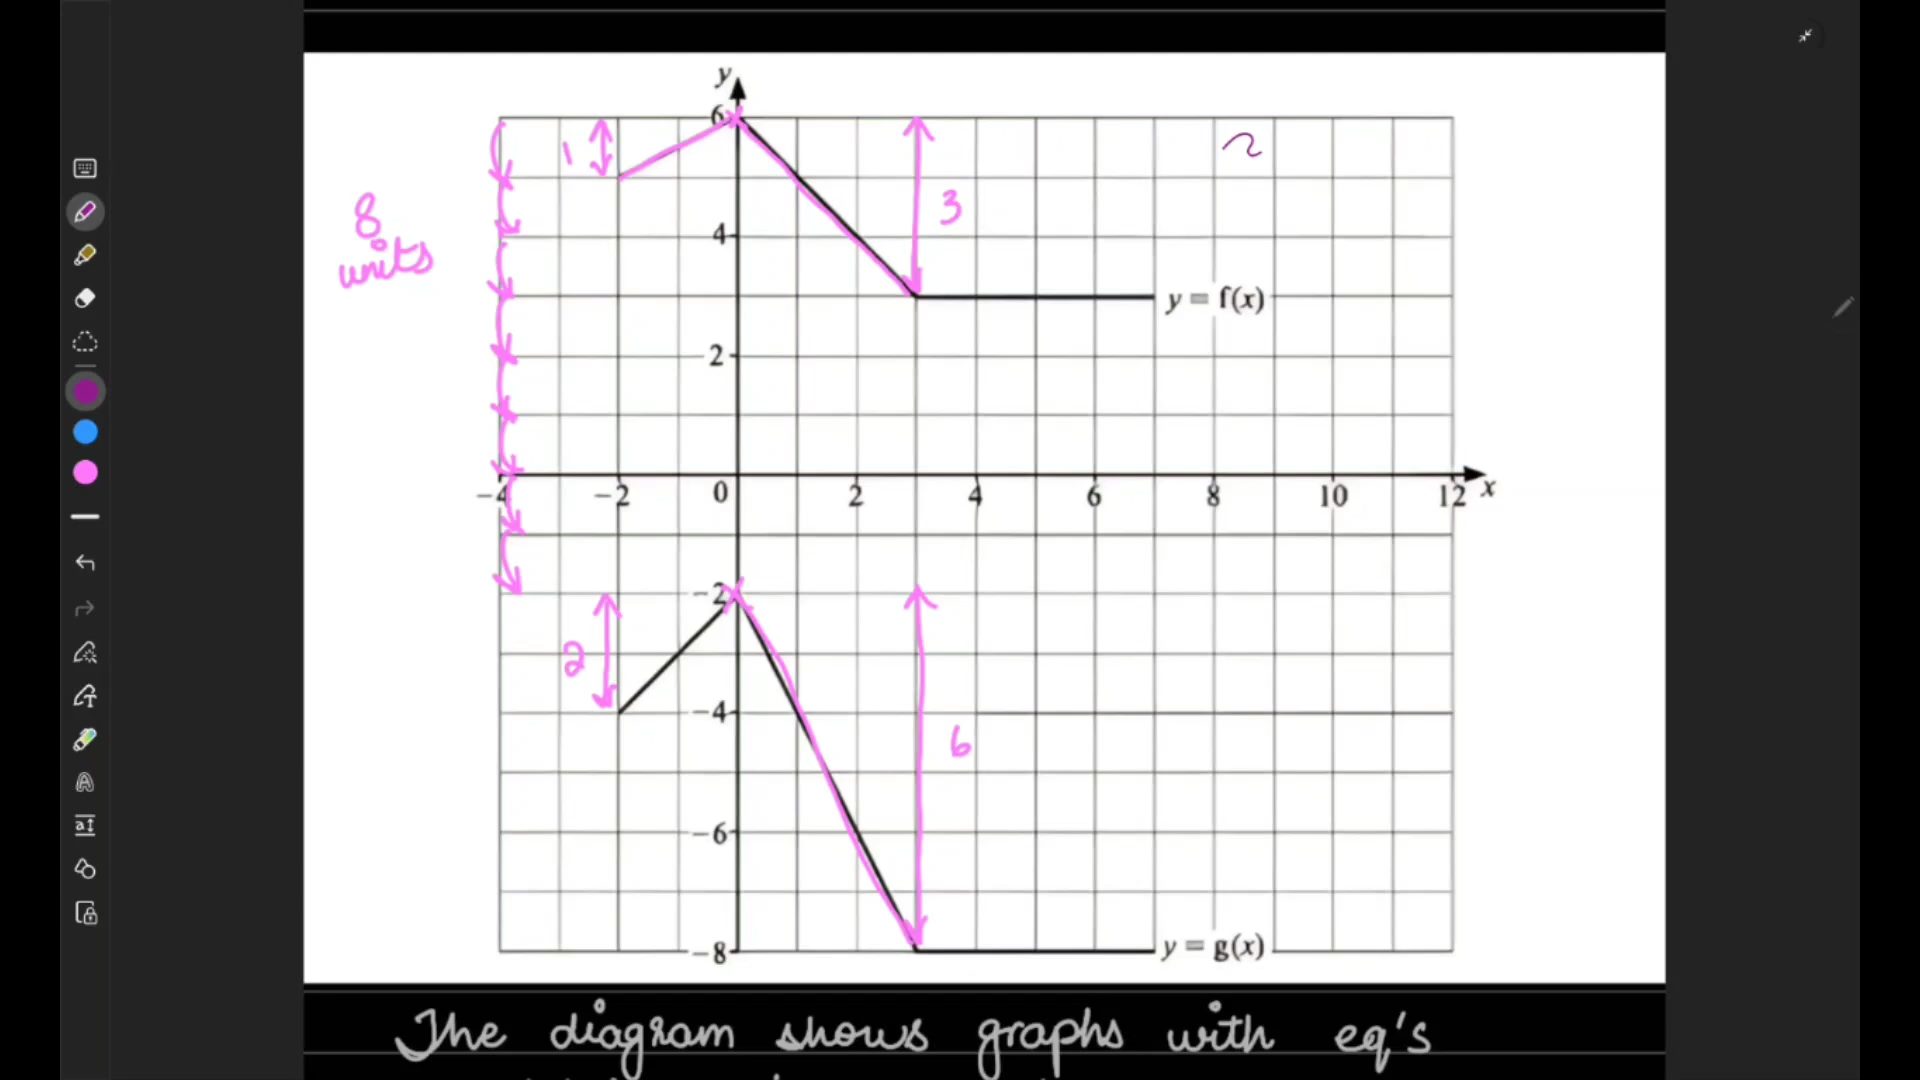 y
6
1
3
8
units
4
y = f(x)
2
-4 -2 0 2 4 6 8 10 12 x
-2
2
-4
6
-6
-8
y = g(x)
The diagram shows graphs with eq's